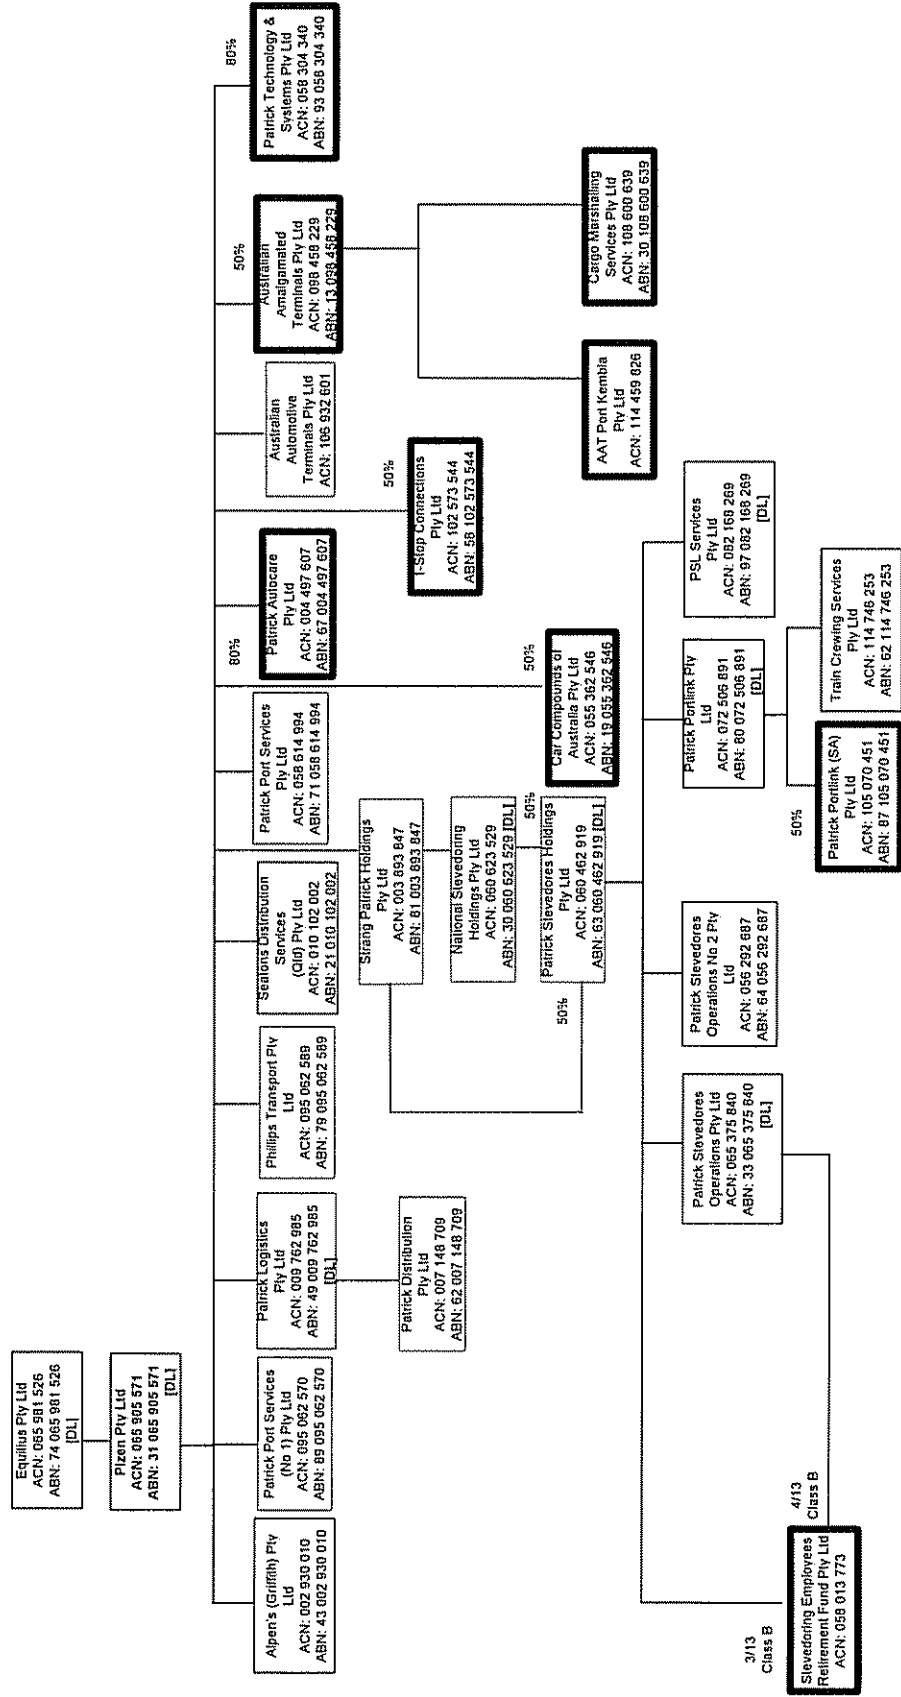 Equilius Pty Ltd
ACN: 065 981 526
ABN: 74 065 981 526
[DL]
Plzen Pty Ltd
ACN: 065 905 571
ABN: 31 065 905 571
[DL]
Alpen's (Griffith) Pty
Ltd
ACN: 002 930 010
ABN: 43 002 930 010
Patrick Port Services
(No 1) Pty Ltd
ACN: 095 062 570
ABN: 89 095 062 570
Patrick Logistics
Pty Ltd
ACN: 009 762 985
ABN: 49 009 762 985
[DL]
Patrick Distribution
Pty Ltd
ACN: 007 148 709
ABN: 62 007 148 709
Phillips Transport Pty
Ltd
ACN: 095 062 589
ABN: 79 095 062 589
Seatons Distribution
Services
(Qld) Pty Ltd
ACN: 010 102 002
ABN: 21 010 102 002
Patrick Port Services
Pty Ltd
ACN: 058 614 994
ABN: 71 058 614 994
80%
Patrick Autocare
Pty Ltd
ACN: 004 497 607
ABN: 67 004 497 607
Australian
Automotive
Terminals Pty Ltd
ACN: 106 932 601
50%
Australian
Amalgamated
Terminals Pty Ltd
ACN: 098 458 229
ABN: 13 098 458 229
80%
Patrick Technology &
Systems Pty Ltd
ACN: 058 304 340
ABN: 93 058 304 340
Strang Patrick Holdings
Pty Ltd
ACN: 003 893 847
ABN: 81 003 893 847
50%
1-Stop Connections
Pty Ltd
ACN: 102 573 544
ABN: 58 102 573 544
National Stevedoring
Holdings Pty Ltd
ACN: 060 623 529
ABN: 30 060 623 529 [DL]
50%
50%
Patrick Stevedores Holdings
Pty Ltd
ACN: 060 462 919
ABN: 63 060 462 919 [DL]
50%
Car Compounds of
Australia Pty Ltd
ACN: 055 362 546
ABN: 19 055 362 546
AAT Port Kembla
Pty Ltd
ACN: 114 459 826
Cargo Marshalling
Services Pty Ltd
ACN: 108 600 639
ABN: 30 108 600 639
Patrick Stevedores
Operations Pty Ltd
ACN: 065 375 840
ABN: 33 065 375 840
[DL]
Patrick Stevedores
Operations No 2 Pty
Ltd
ACN: 056 292 687
ABN: 64 056 292 687
Patrick Portlink Pty
Ltd
ACN: 072 506 891
ABN: 80 072 506 891
[DL]
PSL Services
Pty Ltd
ACN: 082 168 269
ABN: 97 082 168 269
[DL]
3/13
Class B
4/13
Class B
Stevedoring Employees
Retirement Fund Pty Ltd
ACN: 058 013 773
50%
Patrick Portlink (SA)
Pty Ltd
ACN: 105 070 451
ABN: 87 105 070 451
Train Crewing Services
Pty Ltd
ACN: 114 746 253
ABN: 62 114 746 253